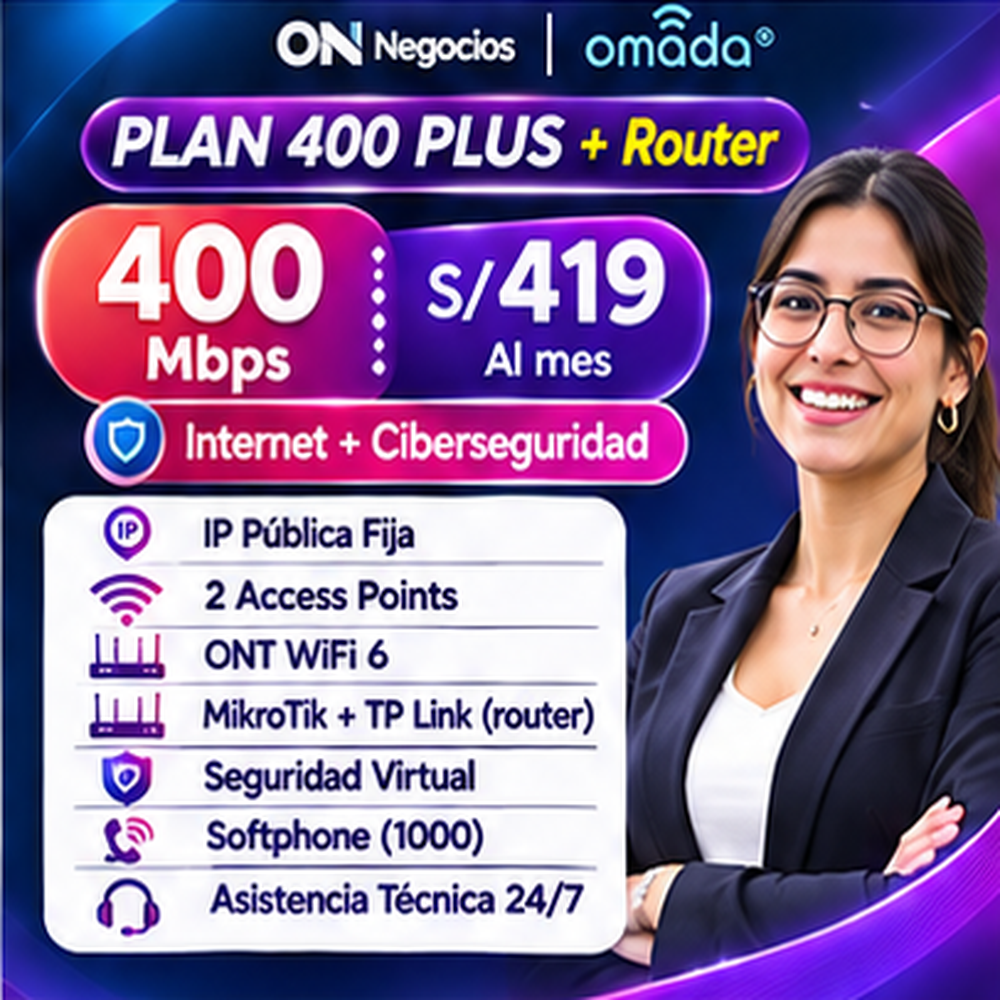 ON Negocios | omada
PLAN 400 PLUS + Router
400
Mbps
S/419
Al mes
Internet + Ciberseguridad
IP
IP Pública Fija
2 Access Points
ONT WiFi 6
MikroTik + TP Link (router)
Seguridad Virtual
Softphone (1000)
Asistencia Técnica 24/7